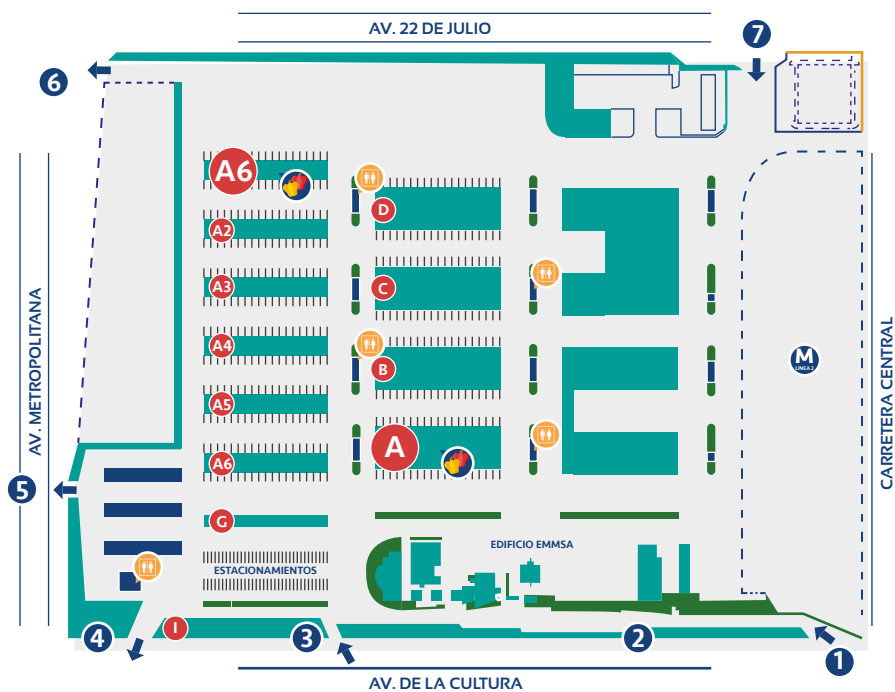 AV. 22 DE JULIO
7
6
A6
D
A2
C
A3
AV. METROPOLITANA
CARRETERA CENTRAL
A4
M
LINEA 2
B
A5
A
A6
5
G
EDIFICIO EMMSA
ESTACIONAMIENTOS
I
4
3
2
1
AV. DE LA CULTURA